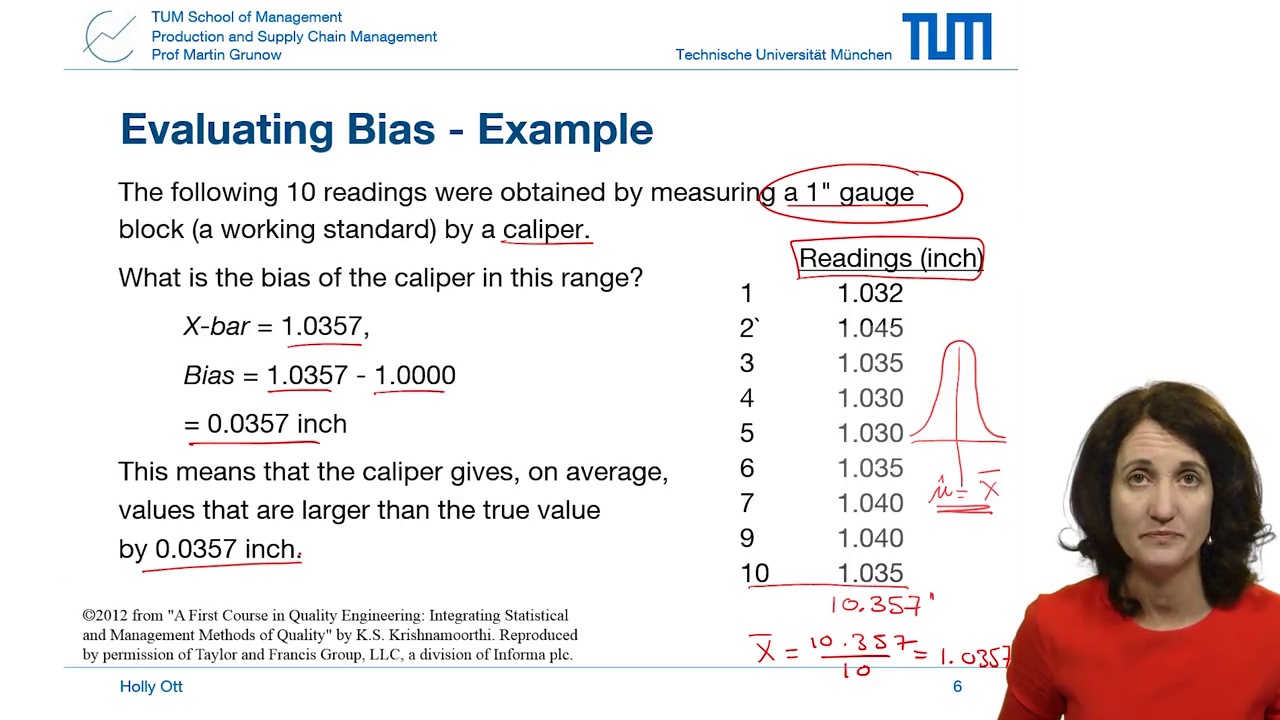 TUM School of Management
Production and Supply Chain Management
Prof Martin Grunow
Technische Universität München
TUM
Evaluating Bias - Example
The following 10 readings were obtained by measuring a 1" gauge
block (a working standard) by a caliper.
What is the bias of the caliper in this range?
X-bar = 1.0357,
Bias = 1.0357 - 1.0000
= 0.0357 inch
This means that the caliper gives, on average,
values that are larger than the true value
by 0.0357 inch.
Readings (inch)
1 1.032
2` 1.045
3 1.035
4 1.030
5 1.030
6 1.035
7 1.040
9 1.040
10 1.035
μ̂ = x̄
10.357"
X̄ = 10.357/10 = 1.0357
©2012 from "A First Course in Quality Engineering: Integrating Statistical
and Management Methods of Quality" by K.S. Krishnamoorthi. Reproduced
by permission of Taylor and Francis Group, LLC, a division of Informa plc.
Holly Ott
6